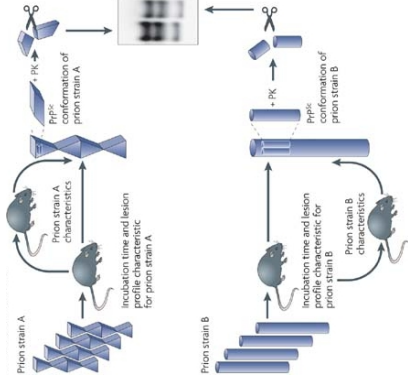 Prion strain A
Incubation time and lesion
profile characteristic
for prion strain A
Prion strain A
characteristics
PrPSc
conformation of
prion strain A
+ PK
Prion strain B
Incubation time and lesion
profile characteristic for
prion strain B
Prion strain B
characteristics
PrPSc
conformation of
prion strain B
+ PK